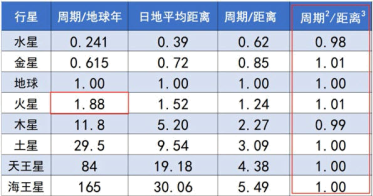 行星 周期/地球年 日地平均距离 周期/距离 周期²/距离³
水星 0.241 0.39 0.62 0.98
金星 0.615 0.72 0.85 1.01
地球 1.00 1.00 1.00 1.00
火星 1.88 1.52 1.24 1.01
木星 11.8 5.20 2.27 0.99
土星 29.5 9.54 3.09 1.00
天王星 84 19.18 4.38 1.00
海王星 165 30.06 5.49 1.00